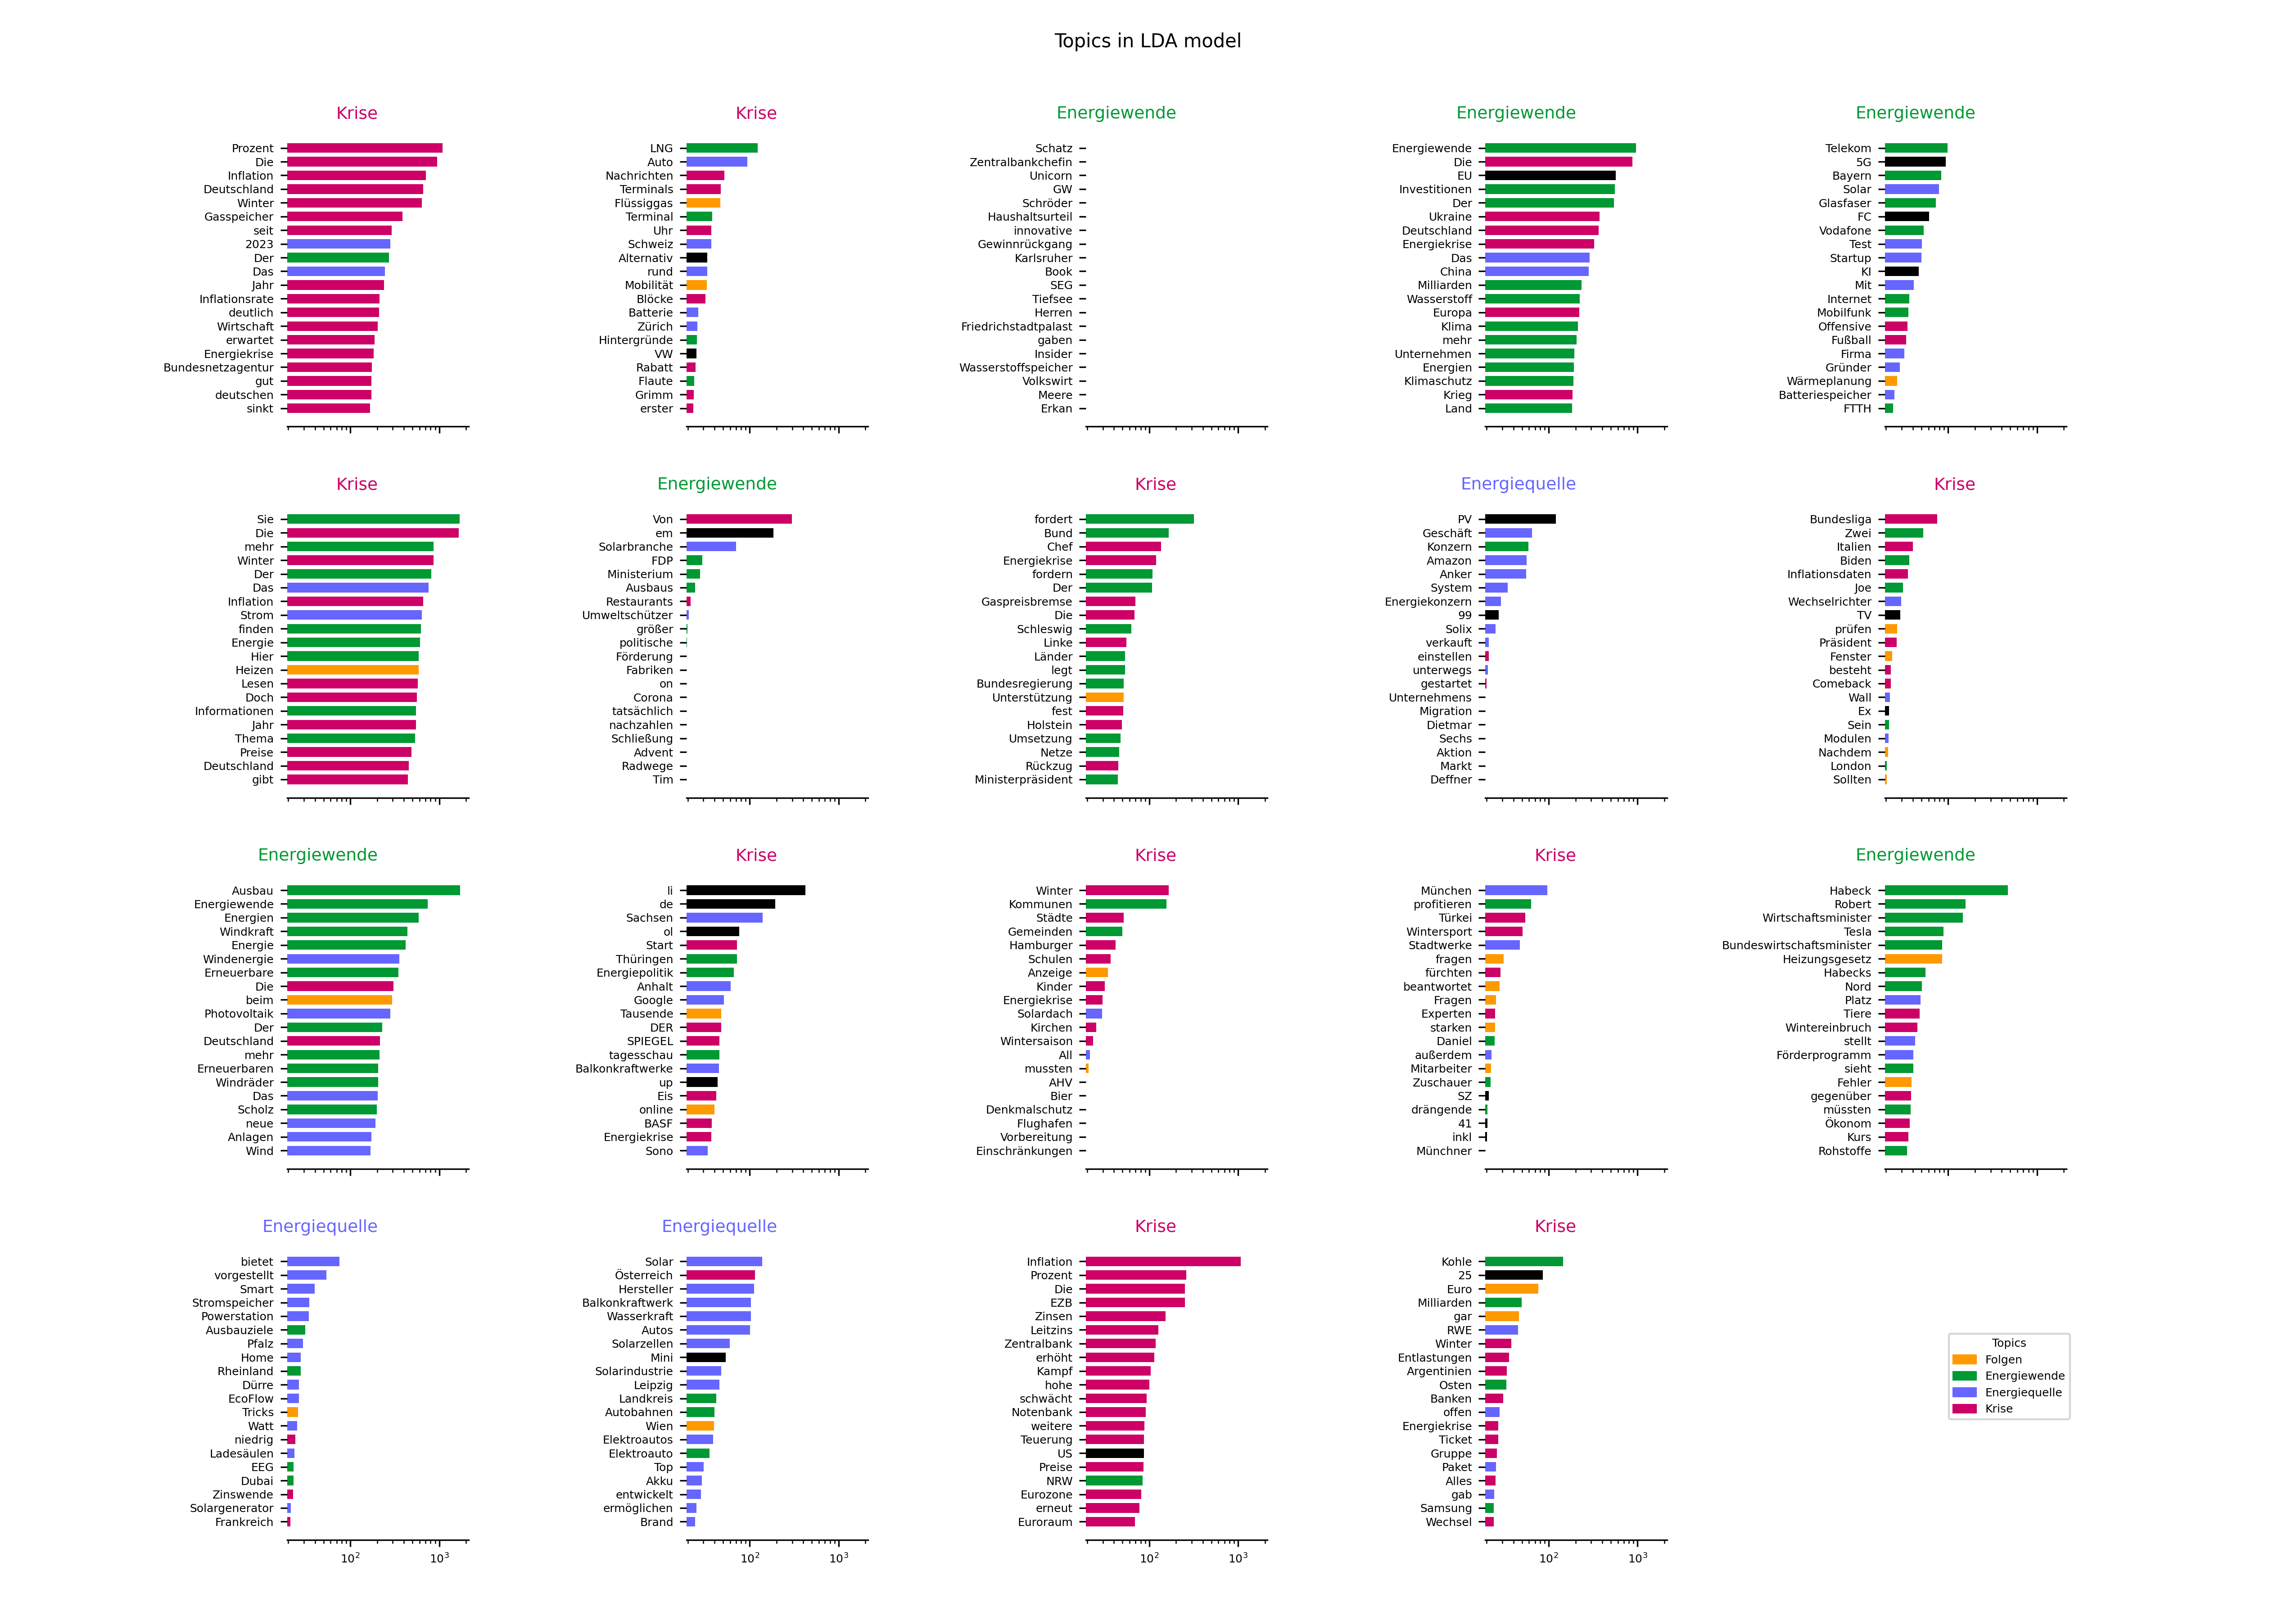 Topics in LDA model
Krise
Prozent
Die
Inflation
Deutschland
Winter
Gasspeicher
seit
2023
Der
Das
Jahr
Inflationsrate
deutlich
Wirtschaft
erwartet
Energiekrise
Bundesnetzagentur
gut
deutschen
sinkt
Krise
LNG
Auto
Nachrichten
Terminals
Flüssiggas
Terminal
Uhr
Schweiz
Alternativ
rund
Mobilität
Blöcke
Batterie
Zürich
Hintergründe
VW
Rabatt
Flaute
Grimm
erster
Energiewende
Schatz
Zentralbankchefin
Unicorn
GW
Schröder
Haushaltsurteil
innovative
Gewinnrückgang
Karlsruher
Book
SEG
Tiefsee
Herren
Friedrichstadtpalast
gaben
Insider
Wasserstoffspeicher
Volkswirt
Meere
Erkan
Energiewende
Energiewende
Die
EU
Investitionen
Der
Ukraine
Deutschland
Energiekrise
Das
China
Milliarden
Wasserstoff
Europa
Klima
mehr
Unternehmen
Energien
Klimaschutz
Krieg
Land
Energiewende
Telekom
5G
Bayern
Solar
Glasfaser
FC
Vodafone
Test
Startup
KI
Mit
Internet
Mobilfunk
Offensive
Fußball
Firma
Gründer
Wärmeplanung
Batteriespeicher
FTTH
Krise
Sie
Die
mehr
Winter
Der
Das
Inflation
Strom
finden
Energie
Hier
Heizen
Lesen
Doch
Informationen
Jahr
Thema
Preise
Deutschland
gibt
Energiewende
Von
em
Solarbranche
FDP
Ministerium
Ausbaus
Restaurants
Umweltschützer
größer
politische
Förderung
Fabriken
on
Corona
tatsächlich
nachzahlen
Schließung
Advent
Radwege
Tim
Krise
fordert
Bund
Chef
Energiekrise
fordern
Der
Gaspreisbremse
Die
Schleswig
Linke
Länder
legt
Bundesregierung
Unterstützung
fest
Holstein
Umsetzung
Netze
Rückzug
Ministerpräsident
Energiequelle
PV
Geschäft
Konzern
Amazon
Anker
System
Energiekonzern
99
Solix
verkauft
einstellen
unterwegs
gestartet
Unternehmens
Migration
Dietmar
Sechs
Aktion
Markt
Deffner
Krise
Bundesliga
Zwei
Italien
Biden
Inflationsdaten
Joe
Wechselrichter
TV
prüfen
Präsident
Fenster
besteht
Comeback
Wall
Ex
Sein
Modulen
Nachdem
London
Sollten
Energiewende
Ausbau
Energiewende
Energien
Windkraft
Energie
Windenergie
Erneuerbare
Die
beim
Photovoltaik
Der
Deutschland
mehr
Erneuerbaren
Windräder
Das
Scholz
neue
Anlagen
Wind
Krise
li
de
Sachsen
ol
Start
Thüringen
Energiepolitik
Anhalt
Google
Tausende
DER
SPIEGEL
tagesschau
Balkonkraftwerke
up
Eis
online
BASF
Energiekrise
Sono
Krise
Winter
Kommunen
Städte
Gemeinden
Hamburger
Schulen
Anzeige
Kinder
Energiekrise
Solardach
Kirchen
Wintersaison
All
mussten
AHV
Bier
Denkmalschutz
Flughafen
Vorbereitung
Einschränkungen
Krise
München
profitieren
Türkei
Wintersport
Stadtwerke
fragen
fürchten
beantwortet
Fragen
Experten
starken
Daniel
außerdem
Mitarbeiter
Zuschauer
SZ
drängende
41
inkl
Münchner
Energiewende
Habeck
Robert
Wirtschaftsminister
Tesla
Bundeswirtschaftsminister
Heizungsgesetz
Habecks
Nord
Platz
Tiere
Wintereinbruch
stellt
Förderprogramm
sieht
Fehler
gegenüber
müssten
Ökonom
Kurs
Rohstoffe
Energiequelle
bietet
vorgestellt
Smart
Stromspeicher
Powerstation
Ausbauziele
Pfalz
Home
Rheinland
Dürre
EcoFlow
Tricks
Watt
niedrig
Ladesäulen
EEG
Dubai
Zinswende
Solargenerator
Frankreich
10² 10³
Energiequelle
Solar
Österreich
Hersteller
Balkonkraftwerk
Wasserkraft
Autos
Solarzellen
Mini
Solarindustrie
Leipzig
Landkreis
Autobahnen
Wien
Elektroautos
Elektroauto
Top
Akku
entwickelt
ermöglichen
Brand
10² 10³
Krise
Inflation
Prozent
Die
EZB
Zinsen
Leitzins
Zentralbank
erhöht
Kampf
hohe
schwächt
Notenbank
weitere
Teuerung
US
Preise
NRW
Eurozone
erneut
Euroraum
10² 10³
Krise
Kohle
25
Euro
Milliarden
gar
RWE
Winter
Entlastungen
Argentinien
Osten
Banken
offen
Energiekrise
Ticket
Gruppe
Paket
Alles
gab
Samsung
Wechsel
10² 10³
Topics
Folgen
Energiewende
Energiequelle
Krise